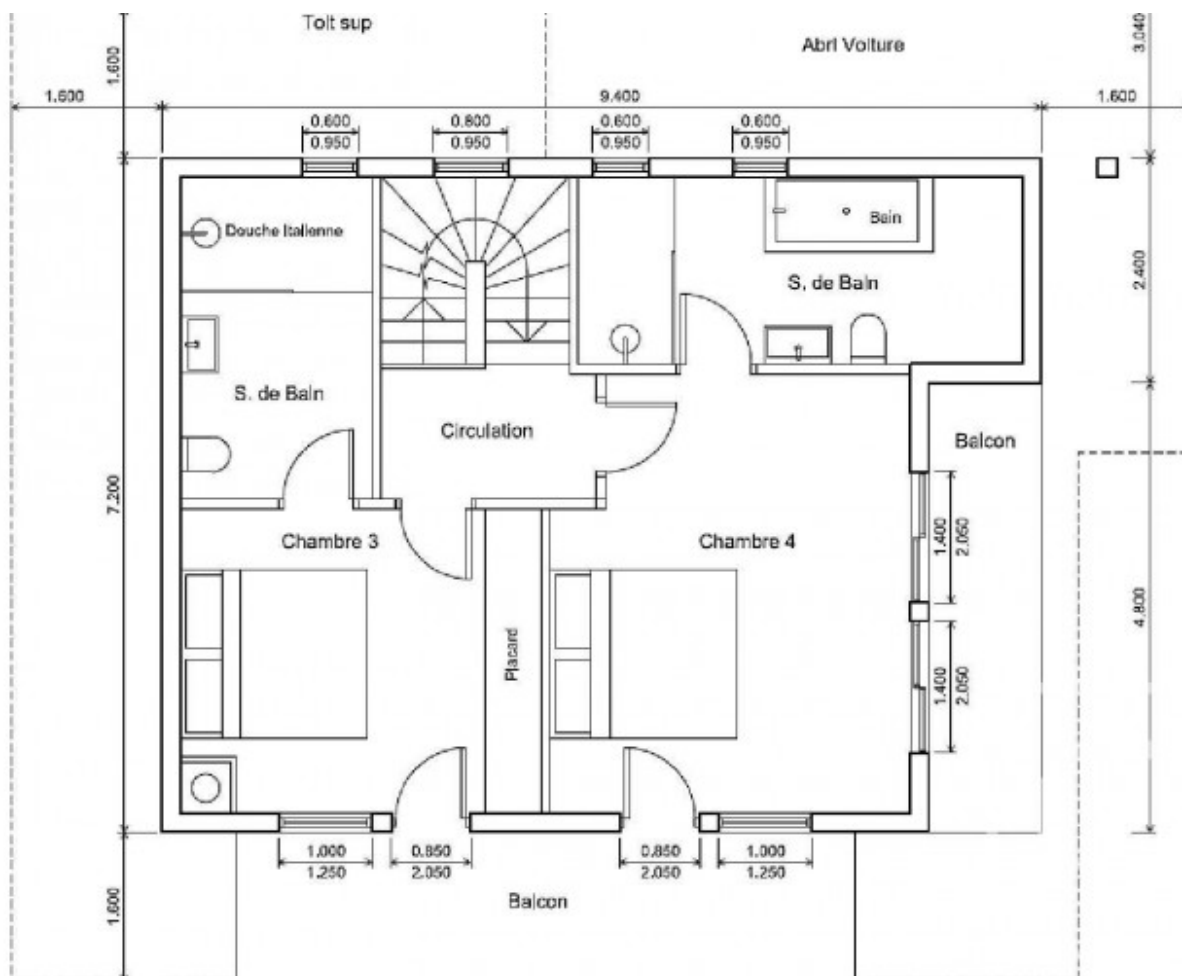 Toit sup
Abri Voiture
3.040
1.600
1.600
9.400
1.600
0.600
0.950
0.800
0.950
0.600
0.950
0.600
0.950
Douche Italienne
Bain
S. de Bain
2.400
S. de Bain
Circulation
Balcon
7.200
Chambre 3
Chambre 4
1.400
2.050
Placard
4.800
1.400
2.050
1.000
1.250
0.850
2.050
0.850
2.050
1.000
1.250
Balcon
1.600